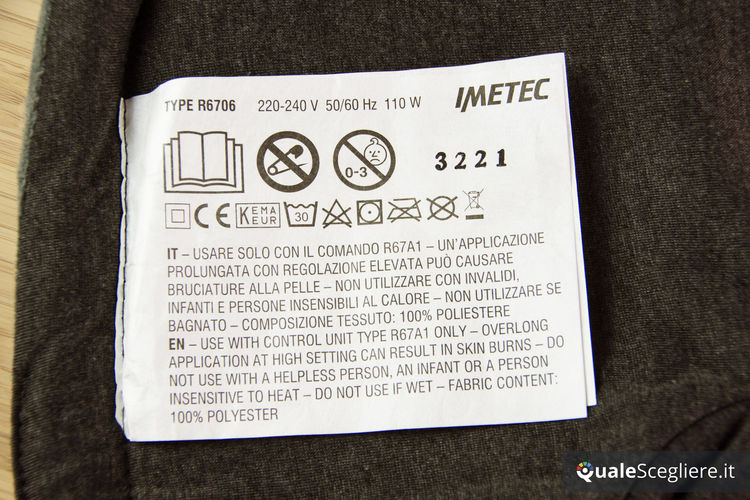 TYPE R6706 220-240 V 50/60 Hz 110 W IMETEC
0-3 3221
CE KEMA KEUR 30
IT – USARE SOLO CON IL COMANDO R67A1 – UN'APPLICAZIONE
PROLUNGATA CON REGOLAZIONE ELEVATA PUÒ CAUSARE
BRUCIATURE ALLA PELLE – NON UTILIZZARE CON INVALIDI,
INFANTI E PERSONE INSENSIBILI AL CALORE – NON UTILIZZARE SE
BAGNATO – COMPOSIZIONE TESSUTO: 100% POLIESTERE
EN – USE WITH CONTROL UNIT TYPE R67A1 ONLY – OVERLONG
APPLICATION AT HIGH SETTING CAN RESULT IN SKIN BURNS – DO
NOT USE WITH A HELPLESS PERSON, AN INFANT OR A PERSON
INSENSITIVE TO HEAT – DO NOT USE IF WET – FABRIC CONTENT:
100% POLYESTER
QualeScegliere.it